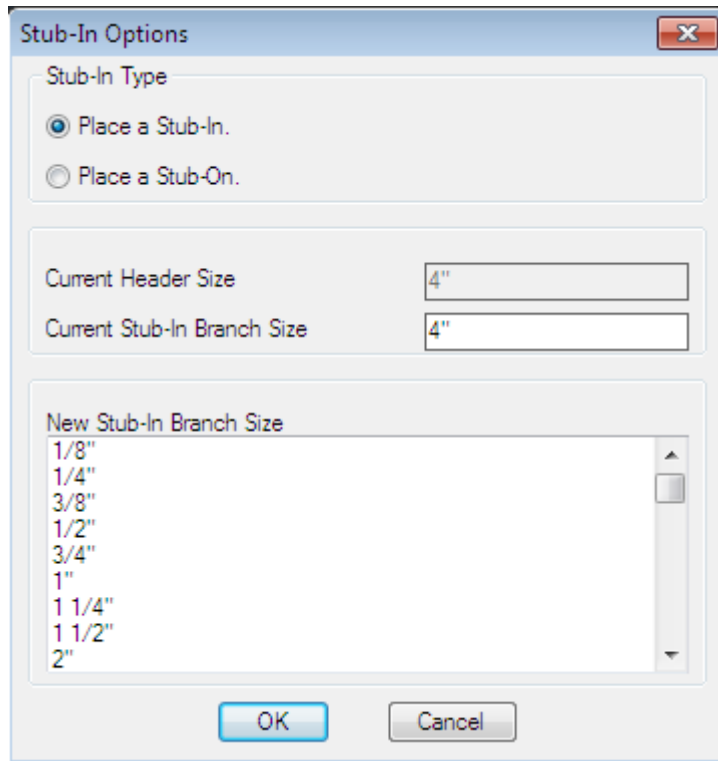 Stub-In Options
Stub-In Type
Place a Stub-In.
Place a Stub-On.
Current Header Size 4"
Current Stub-In Branch Size 4"
New Stub-In Branch Size
1/8"
1/4"
3/8"
1/2"
3/4"
1"
1 1/4"
1 1/2"
2"
OK Cancel